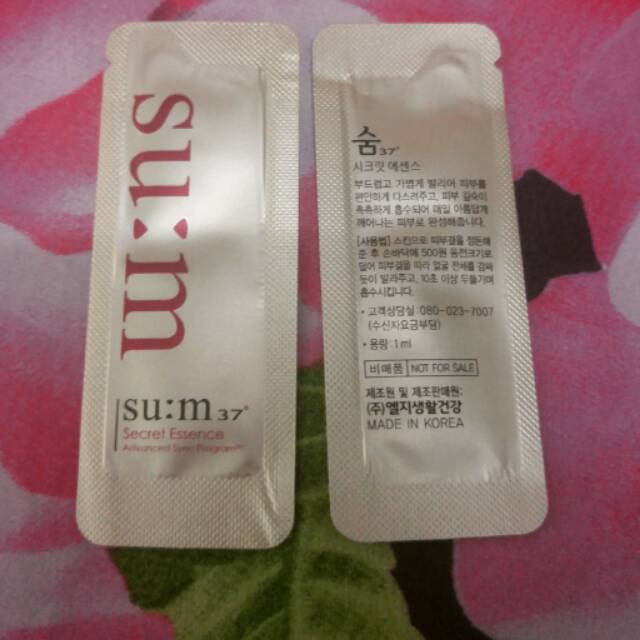 su:m
su:m 37°
Secret Essence
Advanced Sync Program™
숨 37°
시크릿 에센스
부드럽고 가볍게 발리어 피부를
편안하게 다스려주고, 피부 깊숙이
촉촉하게 흡수되어 매일 아름답게
깨어나는 피부로 완성해줍니다.
[사용법] 스킨으로 피부결을 정돈해
준 후 손바닥에 500원 동전크기로
덜어 피부결을 따라 얼굴 전체를 감싸
듯이 발라주고, 10초 이상 두들기며
흡수시킵니다.
• 고객상담실 : 080-023-7007
(수신자요금부담)
• 용량 : 1ml
비매품 NOT FOR SALE
제조원 및 제조판매원:
(주)엘지생활건강
MADE IN KOREA